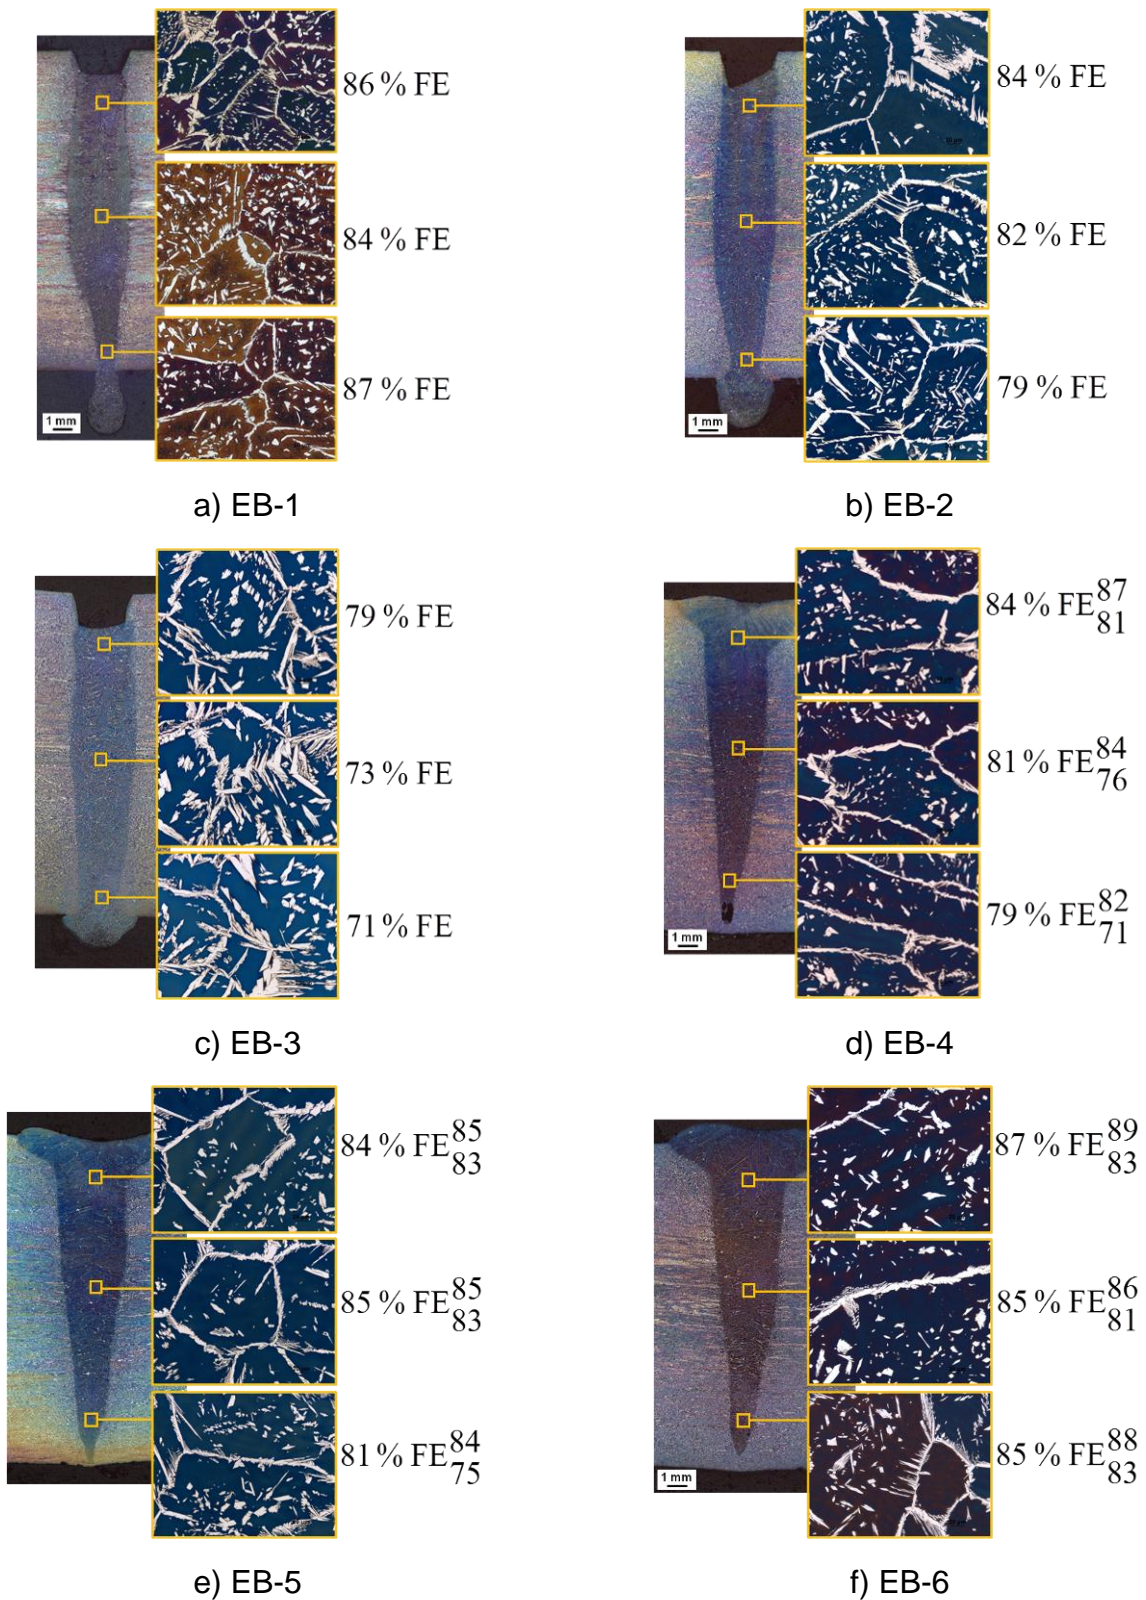 86 % FE
84 % FE
87 % FE
1 mm
a) EB-1
84 % FE
82 % FE
79 % FE
1 mm
b) EB-2
79 % FE
73 % FE
71 % FE
c) EB-3
84 % FE 87 81
81 % FE 84 76
79 % FE 82 71
1 mm
d) EB-4
84 % FE 85 83
85 % FE 85 83
81 % FE 84 75
e) EB-5
87 % FE 89 83
85 % FE 86 81
85 % FE 88 83
1 mm
f) EB-6